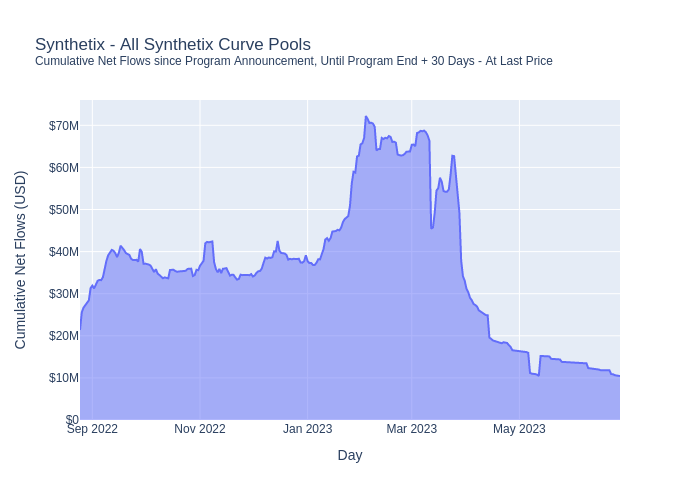 Synthetix - All Synthetix Curve Pools
Cumulative Net Flows since Program Announcement, Until Program End + 30 Days - At Last Price
Cumulative Net Flows (USD)
$70M
$60M
$50M
$40M
$30M
$20M
$10M
$0
Sep 2022 Nov 2022 Jan 2023 Mar 2023 May 2023
Day